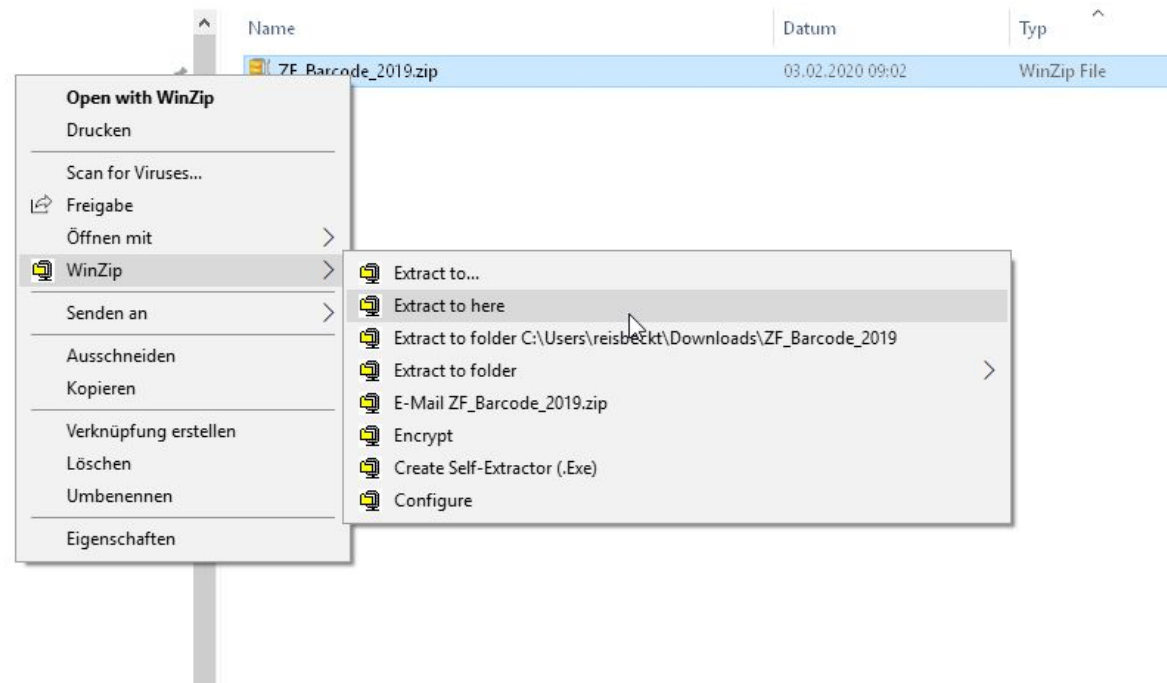 Name Datum Typ
ZF_Barcode_2019.zip 03.02.2020 09:02 WinZip File
Open with WinZip
Drucken
Scan for Viruses...
Freigabe
Öffnen mit
WinZip
Senden an
Ausschneiden
Kopieren
Verknüpfung erstellen
Löschen
Umbenennen
Eigenschaften
Extract to...
Extract to here
Extract to folder C:\Users\reisbeckt\Downloads\ZF_Barcode_2019
Extract to folder
E-Mail ZF_Barcode_2019.zip
Encrypt
Create Self-Extractor (.Exe)
Configure